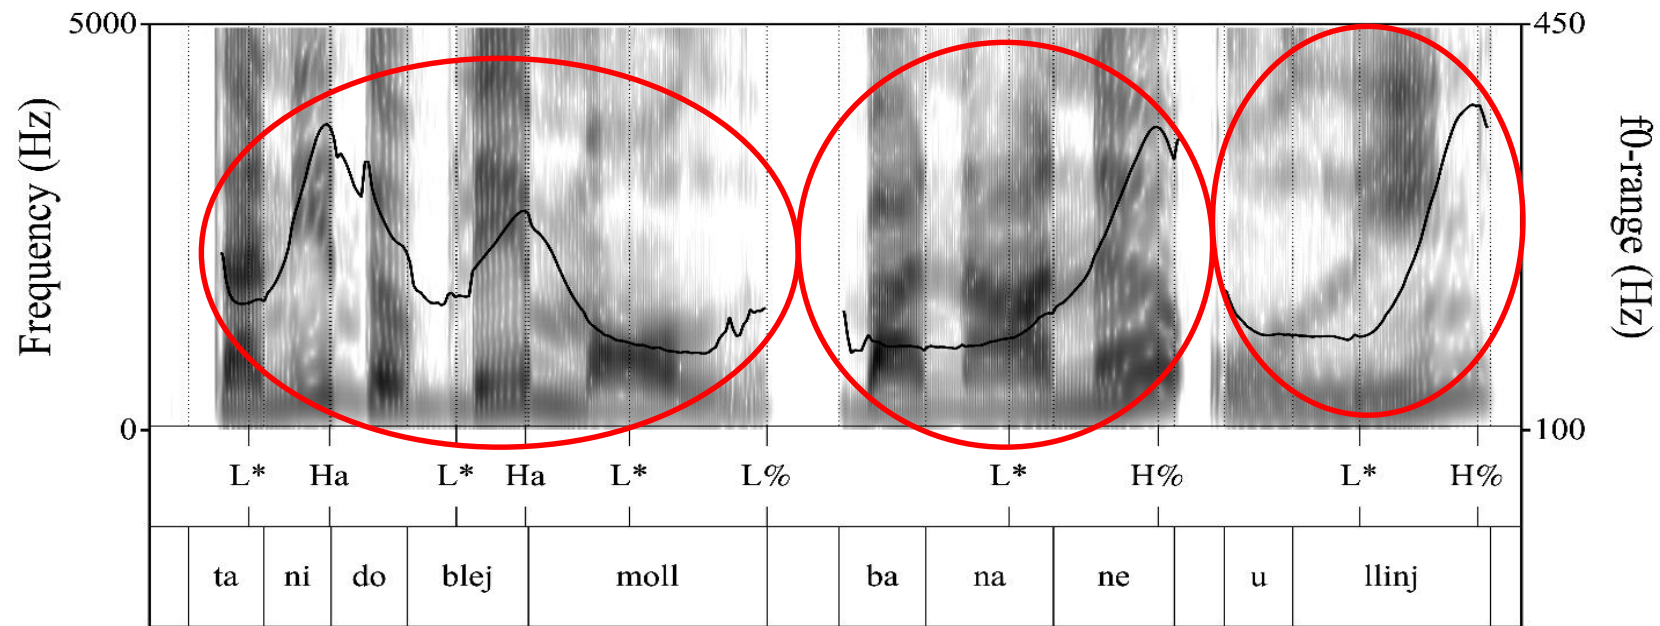 5000
450
Frequency (Hz)
f0-range (Hz)
0
100
L* Ha L* Ha L* L% L* H% L* H%
ta ni do blej moll ba na ne u llinj